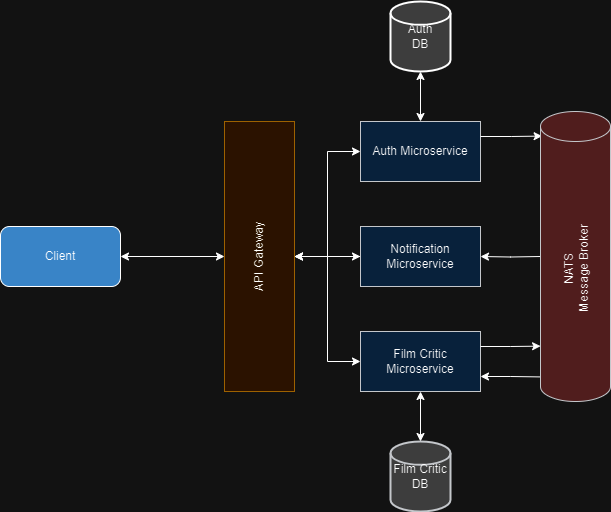 Auth
DB
Auth Microservice
Client
API Gateway
Notification
Microservice
NATS
Message Broker
Film Critic
Microservice
Film Critic
DB